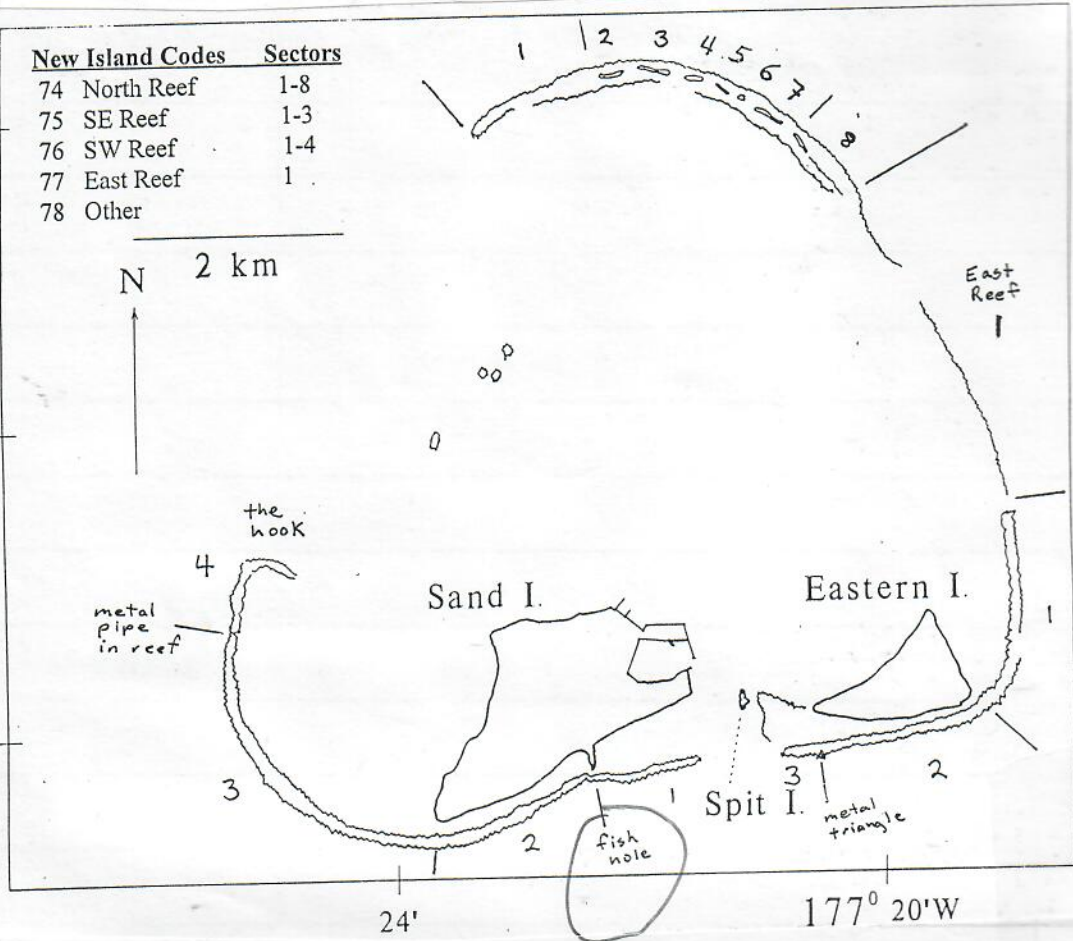 New Island Codes Sectors
74 North Reef 1-8
75 SE Reef 1-3
76 SW Reef 1-4
77 East Reef 1
78 Other
2 km
N
1 2 3 4 5 6 7 8
East
Reef
1
the
hook
4
metal
pipe
in reef
3
Sand I.
Eastern I.
1
2
3
metal
triangle
Spit I.
1
2
fish
hole
24'
177° 20'W